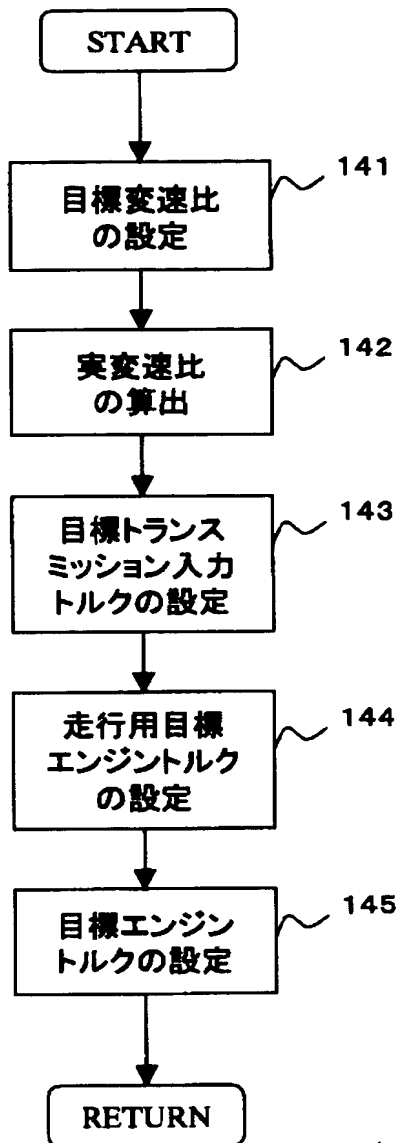 START
目標変速比
の設定
141
実変速比
の算出
142
目標トランス
ミッション入力
トルクの設定
143
走行用目標
エンジントルク
の設定
144
目標エンジン
トルクの設定
145
RETURN